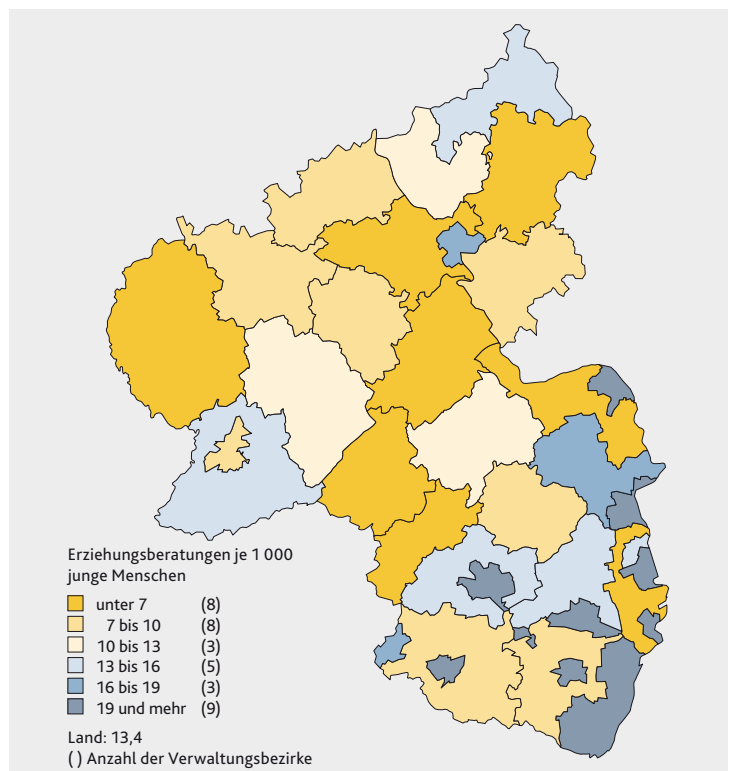 Erziehungsberatungen je 1 000
junge Menschen
unter 7 (8)
7 bis 10 (8)
10 bis 13 (3)
13 bis 16 (5)
16 bis 19 (3)
19 und mehr (9)
Land: 13,4
( ) Anzahl der Verwaltungsbezirke